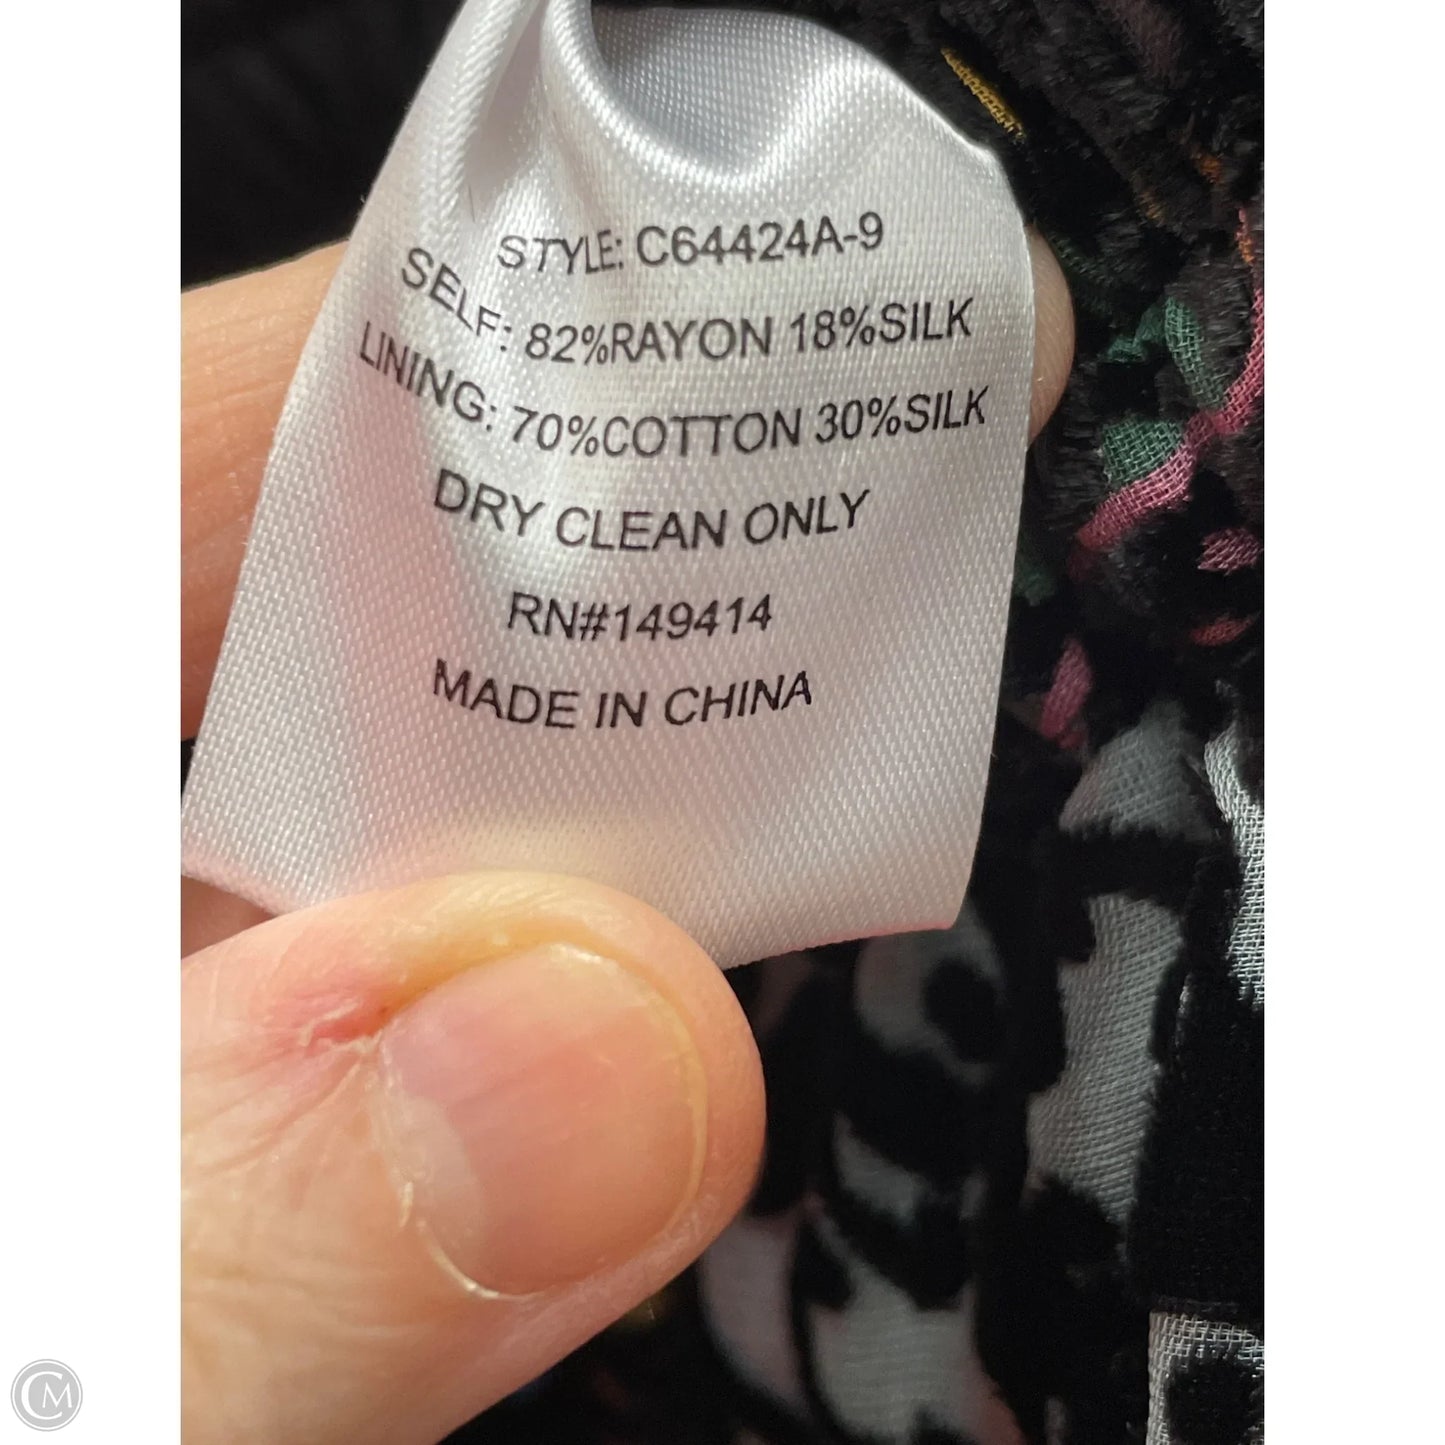 STYLE: C64424A-9
SELF: 82%RAYON 18%SILK
LINING: 70%COTTON 30%SILK
DRY CLEAN ONLY
RN#149414
MADE IN CHINA
CM